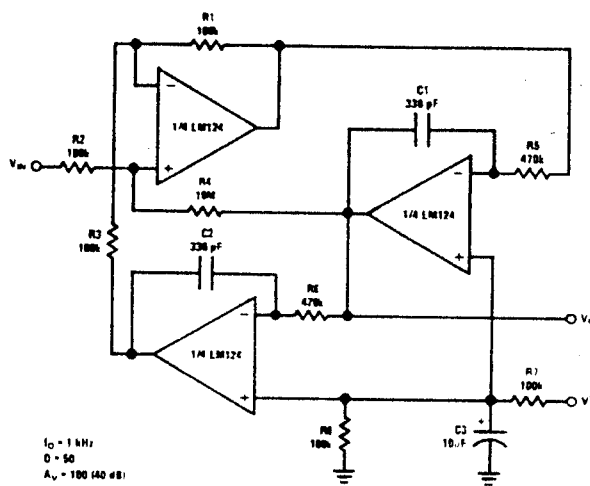 R1
100k
1/4 LM124
R2
100k
R4
10M
C1
330 pF
R5
470k
1/4 LM124
R3
100k
C2
330 pF
R6
470k
1/4 LM124
R7
100k
R8
100k
C3
10µF
f₀ = 1 kHz
Q = 50
Aᵥ = 100 (40 dB)